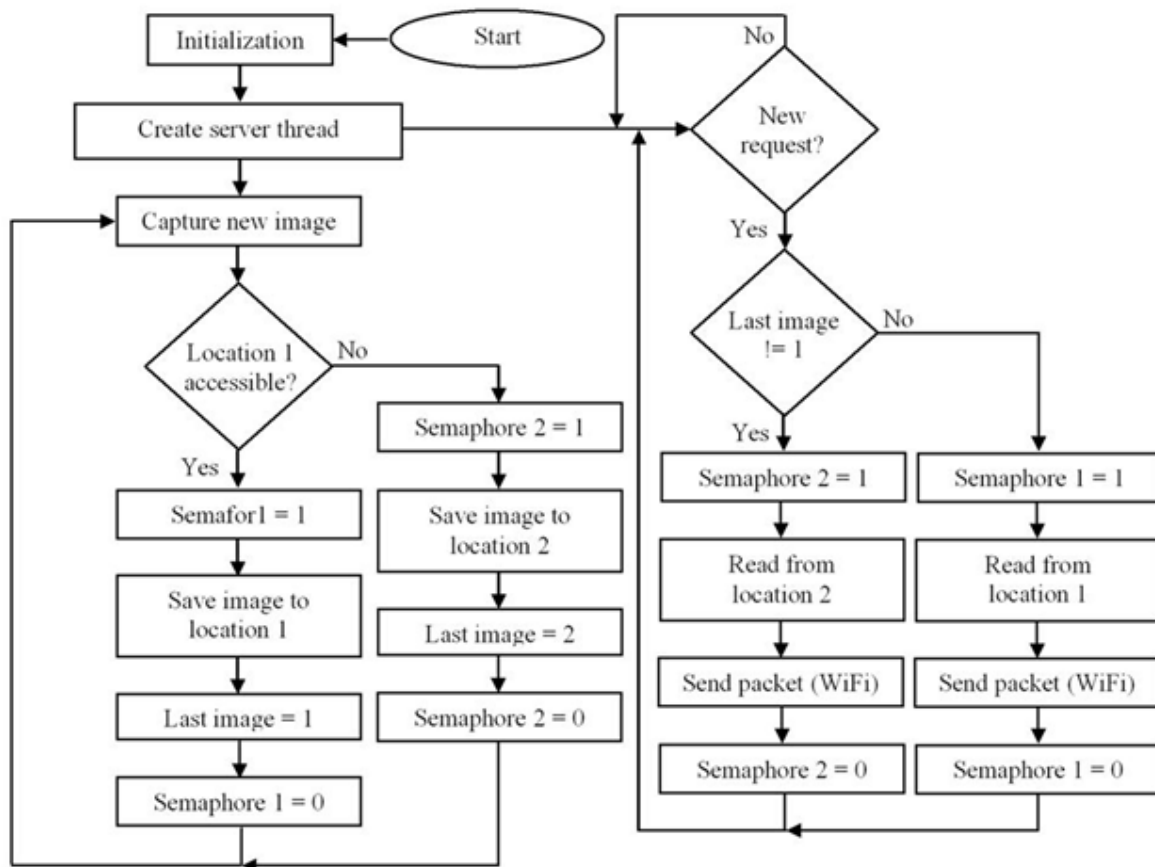 Start
Initialization
Create server thread
Capture new image
Location 1
accessible?
No
Yes
Semaphore 2 = 1
Save image to
location 2
Last image = 2
Semaphore 2 = 0
Semafor1 = 1
Save image to
location 1
Last image = 1
Semaphore 1 = 0
No
New
request?
Yes
Last image
!= 1
No
Yes
Semaphore 2 = 1
Read from
location 2
Send packet (WiFi)
Semaphore 2 = 0
Semaphore 1 = 1
Read from
location 1
Send packet (WiFi)
Semaphore 1 = 0